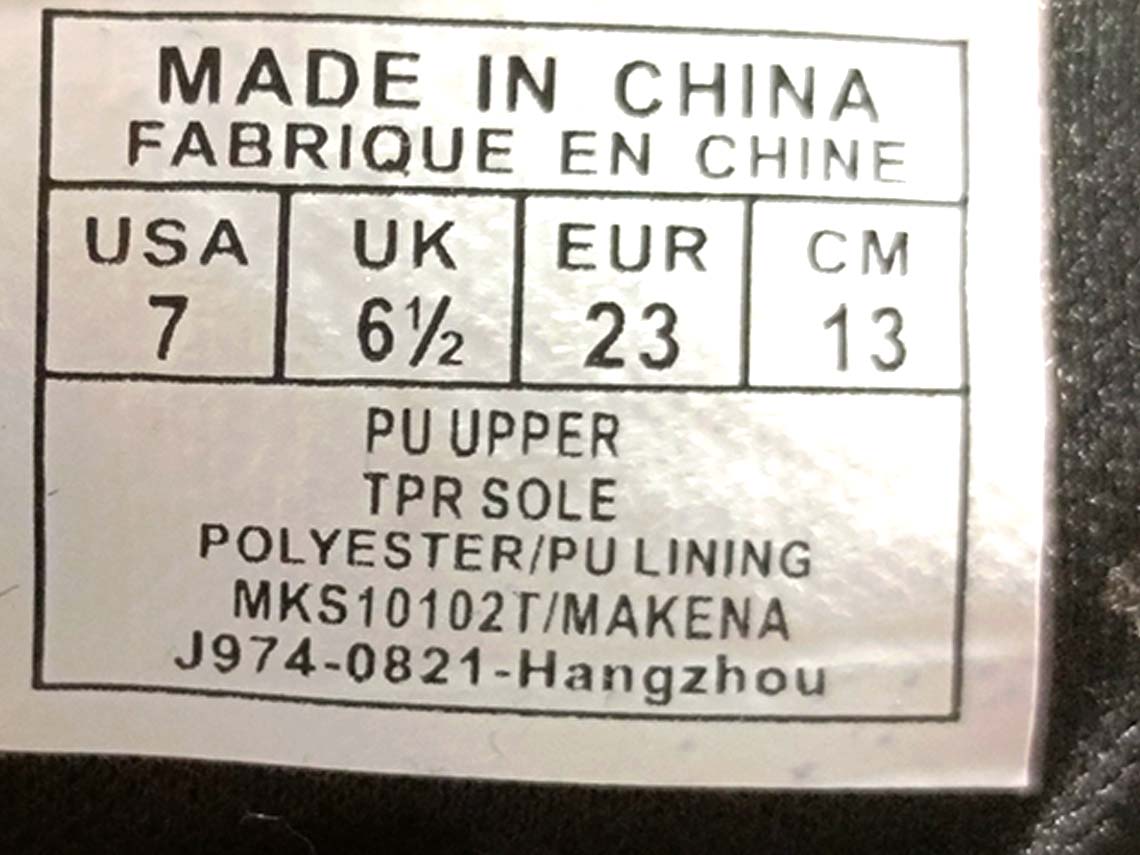 MADE IN CHINA
FABRIQUE EN CHINE
USA UK EUR CM
7 6½ 23 13
PU UPPER
TPR SOLE
POLYESTER/PU LINING
MKS10102T/MAKENA
J974-0821-Hangzhou